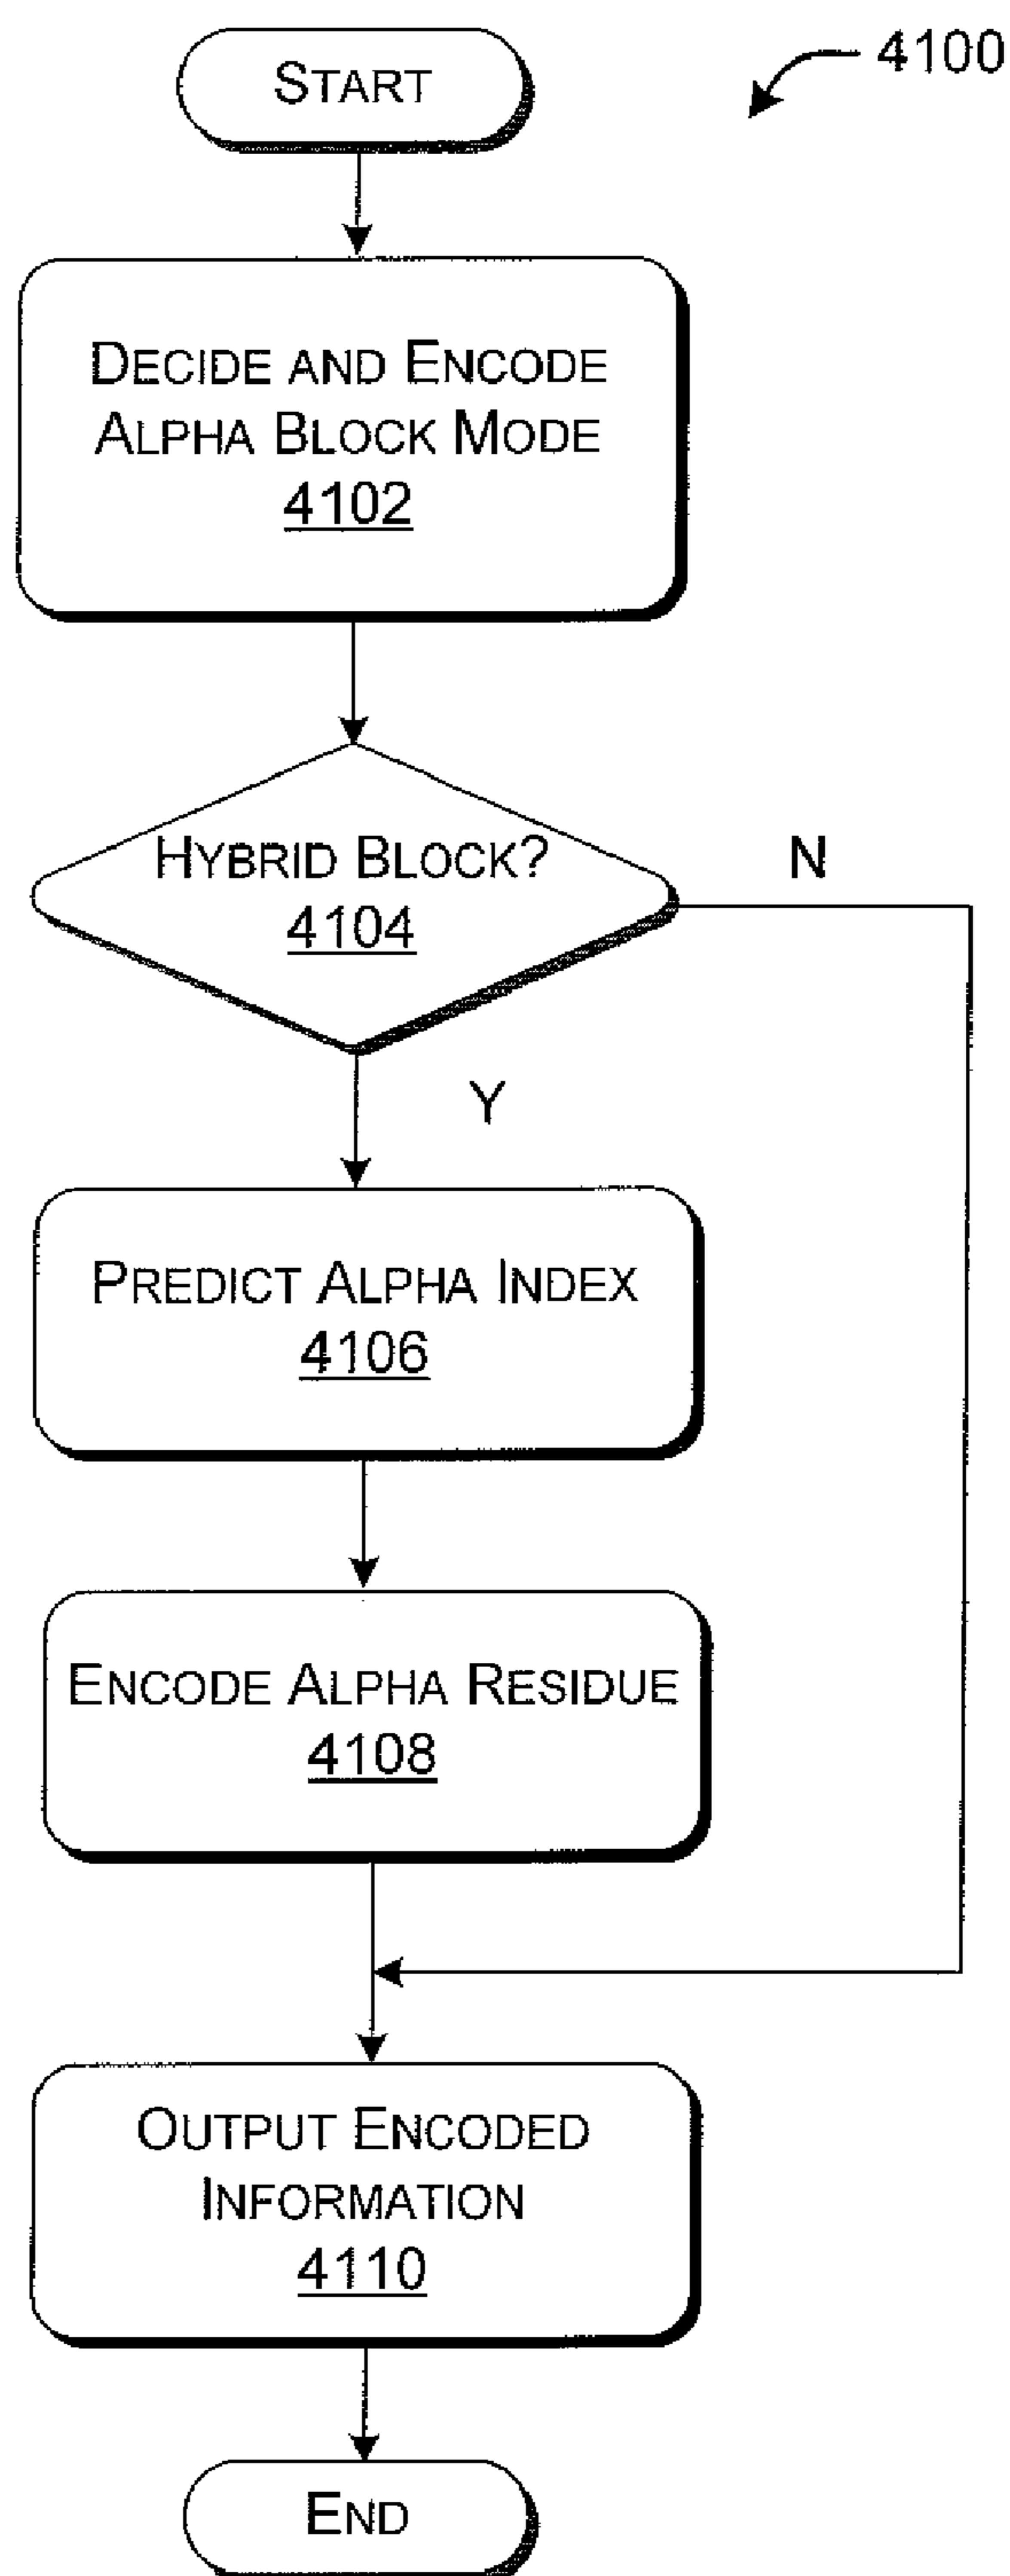 START
4100
DECIDE AND ENCODE
ALPHA BLOCK MODE
4102
HYBRID BLOCK?
4104
N
Y
PREDICT ALPHA INDEX
4106
ENCODE ALPHA RESIDUE
4108
OUTPUT ENCODED
INFORMATION
4110
END